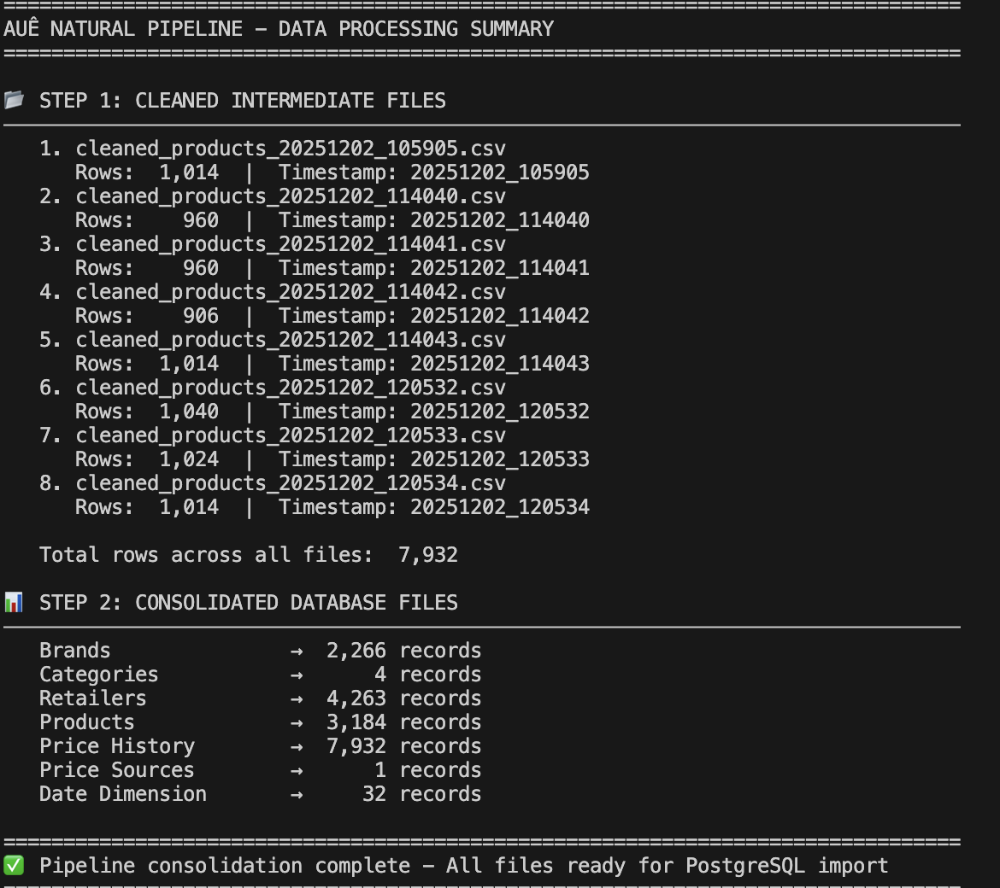 ================================================================================
AUÊ NATURAL PIPELINE – DATA PROCESSING SUMMARY
================================================================================
📂 STEP 1: CLEANED INTERMEDIATE FILES
────────────────────────────────────────────────────────────────────────────────
1. cleaned_products_20251202_105905.csv
Rows:  1,014  |  Timestamp: 20251202_105905
2. cleaned_products_20251202_114040.csv
Rows:    960  |  Timestamp: 20251202_114040
3. cleaned_products_20251202_114041.csv
Rows:    960  |  Timestamp: 20251202_114041
4. cleaned_products_20251202_114042.csv
Rows:    906  |  Timestamp: 20251202_114042
5. cleaned_products_20251202_114043.csv
Rows:  1,014  |  Timestamp: 20251202_114043
6. cleaned_products_20251202_120532.csv
Rows:  1,040  |  Timestamp: 20251202_120532
7. cleaned_products_20251202_120533.csv
Rows:  1,024  |  Timestamp: 20251202_120533
8. cleaned_products_20251202_120534.csv
Rows:  1,014  |  Timestamp: 20251202_120534
Total rows across all files:  7,932
📊 STEP 2: CONSOLIDATED DATABASE FILES
────────────────────────────────────────────────────────────────────────────────
Brands               →  2,266 records
Categories           →      4 records
Retailers            →  4,263 records
Products             →  3,184 records
Price History        →  7,932 records
Price Sources        →      1 records
Date Dimension       →     32 records
================================================================================
✅ Pipeline consolidation complete – All files ready for PostgreSQL import
================================================================================